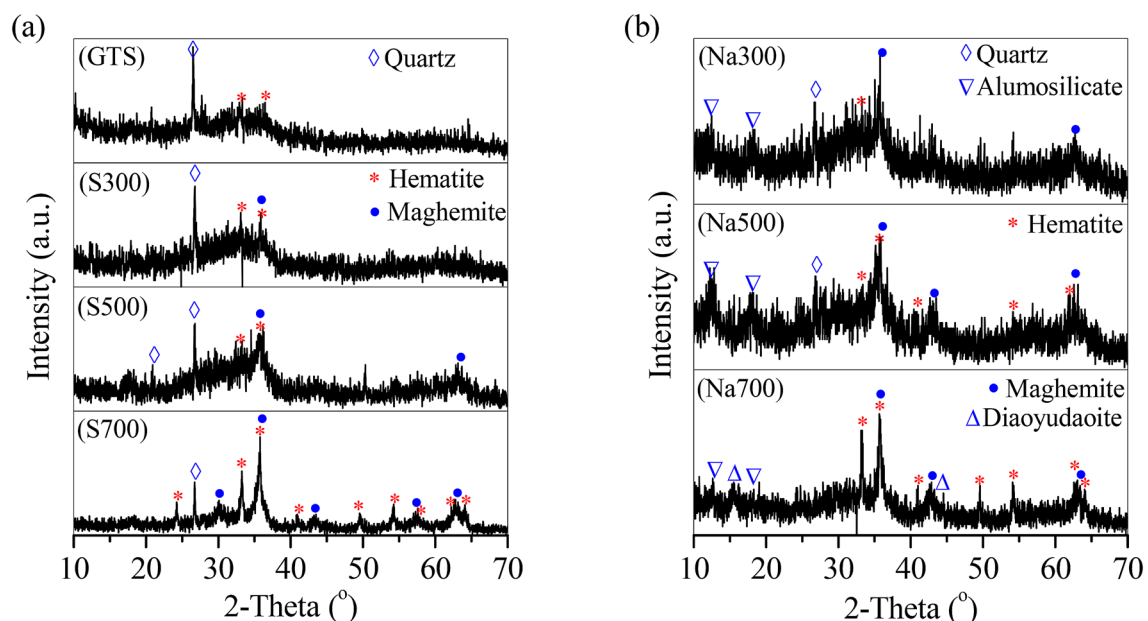 (a)
(GTS)
Quartz
(S300)
Hematite
Maghemite
(S500)
(S700)
Intensity (a.u.)
10 20 30 40 50 60 70
2-Theta (°)
(b)
(Na300)
Quartz
Alumosilicate
(Na500)
Hematite
(Na700)
Maghemite
Diaoyudaoite
Intensity (a.u.)
10 20 30 40 50 60 70
2-Theta (°)